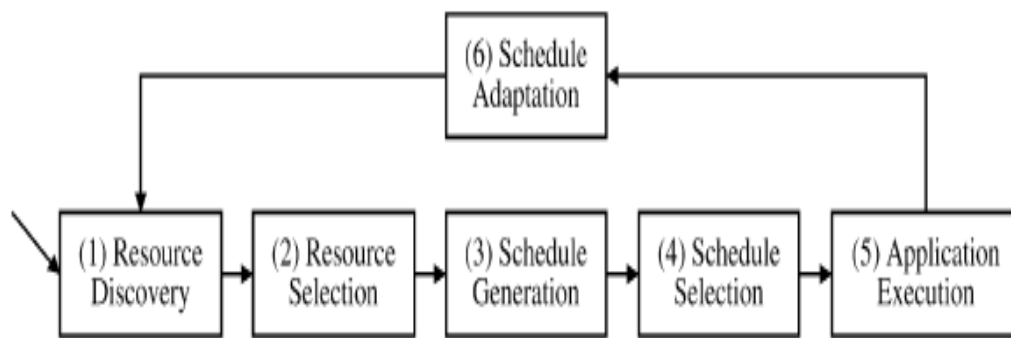 (6) Schedule
Adaptation
(1) Resource
Discovery
(2) Resource
Selection
(3) Schedule
Generation
(4) Schedule
Selection
(5) Application
Execution